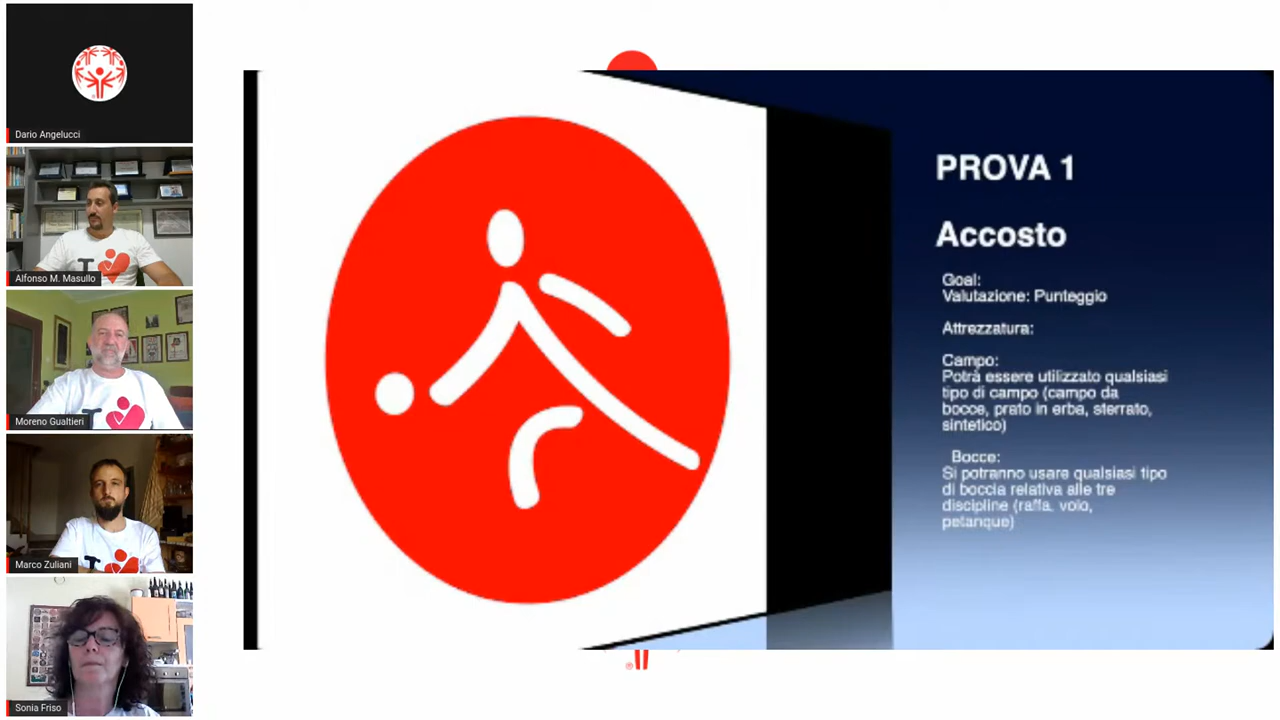 Dario Angelucci
Alfonso M. Masullo
Moreno Gualtieri
Marco Zuliani
Sonia Friso
PROVA 1
Accosto
Goal:
Valutazione: Punteggio
Attrezzatura:
Campo:
Potrà essere utilizzato qualsiasi
tipo di campo (campo da
bocce, prato in erba, sterrato,
sintetico)
Bocce:
Si potranno usare qualsiasi tipo
di boccia relativa alle tre
discipline (raffa, volo,
petanque)